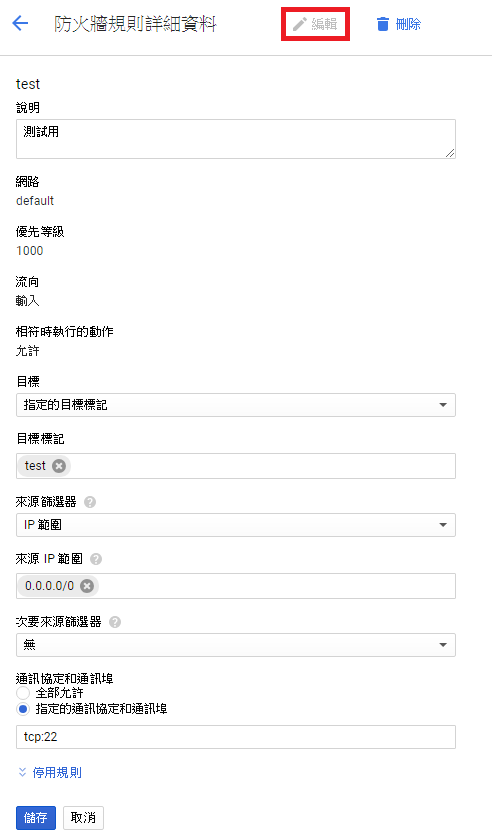 防火牆規則詳細資料
編輯
刪除
test
說明
測試用
網路
default
優先等級
1000
流向
輸入
相符時執行的動作
允許
目標
指定的目標標記
目標標記
test
來源篩選器
IP 範圍
來源 IP 範圍
0.0.0.0/0
次要來源篩選器
無
通訊協定和通訊埠
全部允許
指定的通訊協定和通訊埠
tcp:22
停用規則
儲存
取消